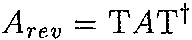 A_{rev} = TAT^†